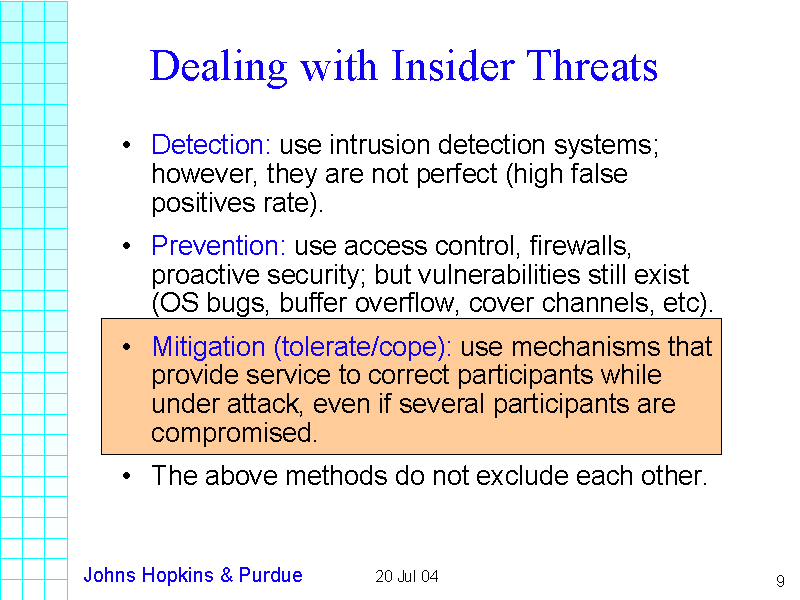 Dealing with Insider Threats
• Detection: use intrusion detection systems;
however, they are not perfect (high false
positives rate).
• Prevention: use access control, firewalls,
proactive security; but vulnerabilities still exist
(OS bugs, buffer overflow, cover channels, etc).
• Mitigation (tolerate/cope): use mechanisms that
provide service to correct participants while
under attack, even if several participants are
compromised.
• The above methods do not exclude each other.
Johns Hopkins & Purdue
20 Jul 04
9